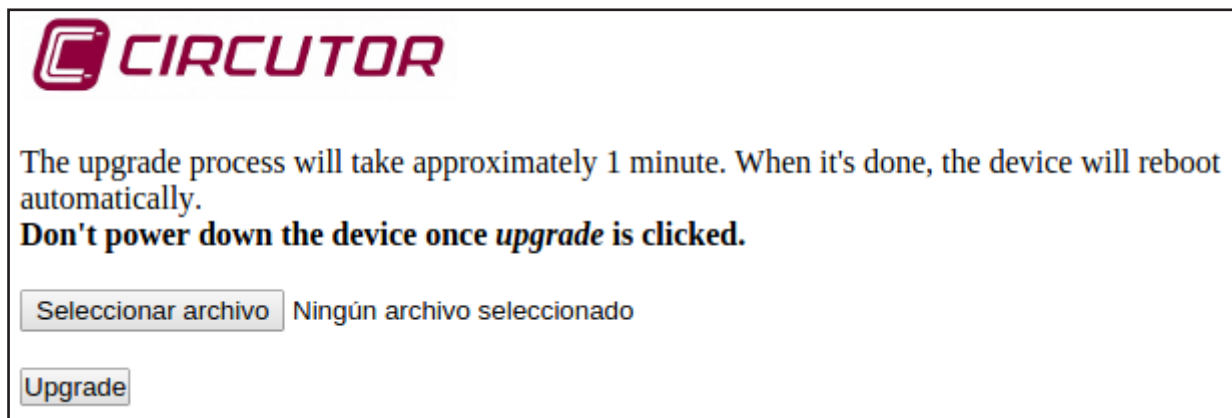 CIRCUTOR
The upgrade process will take approximately 1 minute. When it's done, the device will reboot
automatically.
Don't power down the device once upgrade is clicked.
Seleccionar archivo Ningún archivo seleccionado
Upgrade